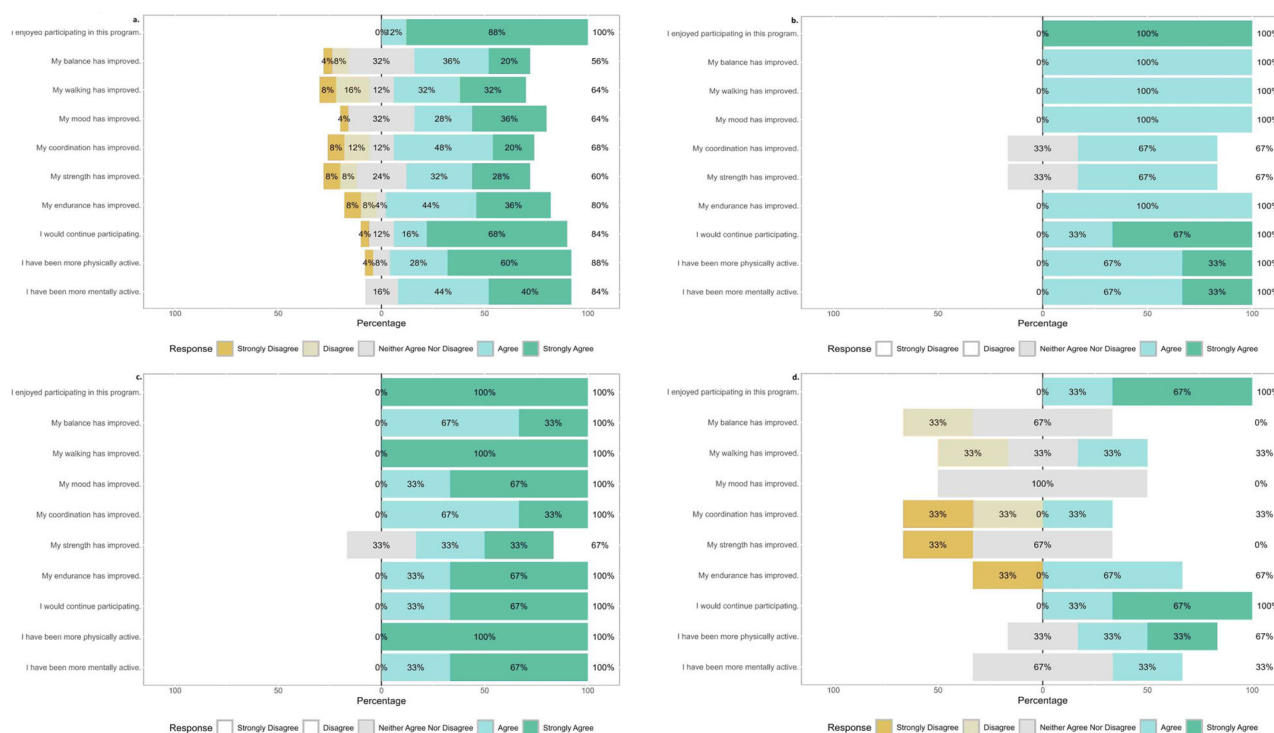 a.
I enjoyed participating in this program. 0% 12% 88% 100%
My balance has improved. 4% 8% 32% 36% 20% 56%
My walking has improved. 8% 16% 12% 32% 32% 64%
My mood has improved. 4% 32% 28% 36% 64%
My coordination has improved. 8% 12% 12% 48% 20% 68%
My strength has improved. 8% 8% 24% 32% 28% 60%
My endurance has improved. 8% 8% 4% 44% 36% 80%
I would continue participating. 4% 12% 16% 68% 84%
I have been more physically active. 4% 8% 28% 60% 88%
I have been more mentally active. 16% 44% 40% 84%
100 50 0 50 100
Percentage
Response Strongly Disagree Disagree Neither Agree Nor Disagree Agree Strongly Agree
b.
I enjoyed participating in this program. 0% 100% 100%
My balance has improved. 0% 100% 100%
My walking has improved. 0% 100% 100%
My mood has improved. 0% 100% 100%
My coordination has improved. 33% 67% 67%
My strength has improved. 33% 67% 67%
My endurance has improved. 0% 100% 100%
I would continue participating. 0% 33% 67% 100%
I have been more physically active. 0% 67% 33% 100%
I have been more mentally active. 0% 67% 33% 100%
100 50 0 50 100
Percentage
Response Strongly Disagree Disagree Neither Agree Nor Disagree Agree Strongly Agree
c.
I enjoyed participating in this program. 0% 100% 100%
My balance has improved. 0% 67% 33% 100%
My walking has improved. 0% 100% 100%
My mood has improved. 0% 33% 67% 100%
My coordination has improved. 0% 67% 33% 100%
My strength has improved. 33% 33% 33% 67%
My endurance has improved. 0% 33% 67% 100%
I would continue participating. 0% 33% 67% 100%
I have been more physically active. 0% 100% 100%
I have been more mentally active. 0% 33% 67% 100%
100 50 0 50 100
Percentage
Response Strongly Disagree Disagree Neither Agree Nor Disagree Agree Strongly Agree
d.
I enjoyed participating in this program. 0% 33% 67% 100%
My balance has improved. 33% 67% 0%
My walking has improved. 33% 33% 33% 33%
My mood has improved. 100% 0%
My coordination has improved. 33% 33% 0% 33% 33%
My strength has improved. 33% 67% 0%
My endurance has improved. 33% 0% 67% 67%
I would continue participating. 0% 33% 67% 100%
I have been more physically active. 33% 33% 33% 67%
I have been more mentally active. 67% 33% 33%
50 0 50 100
Percentage
Response Strongly Disagree Disagree Neither Agree Nor Disagree Agree Strongly Agree